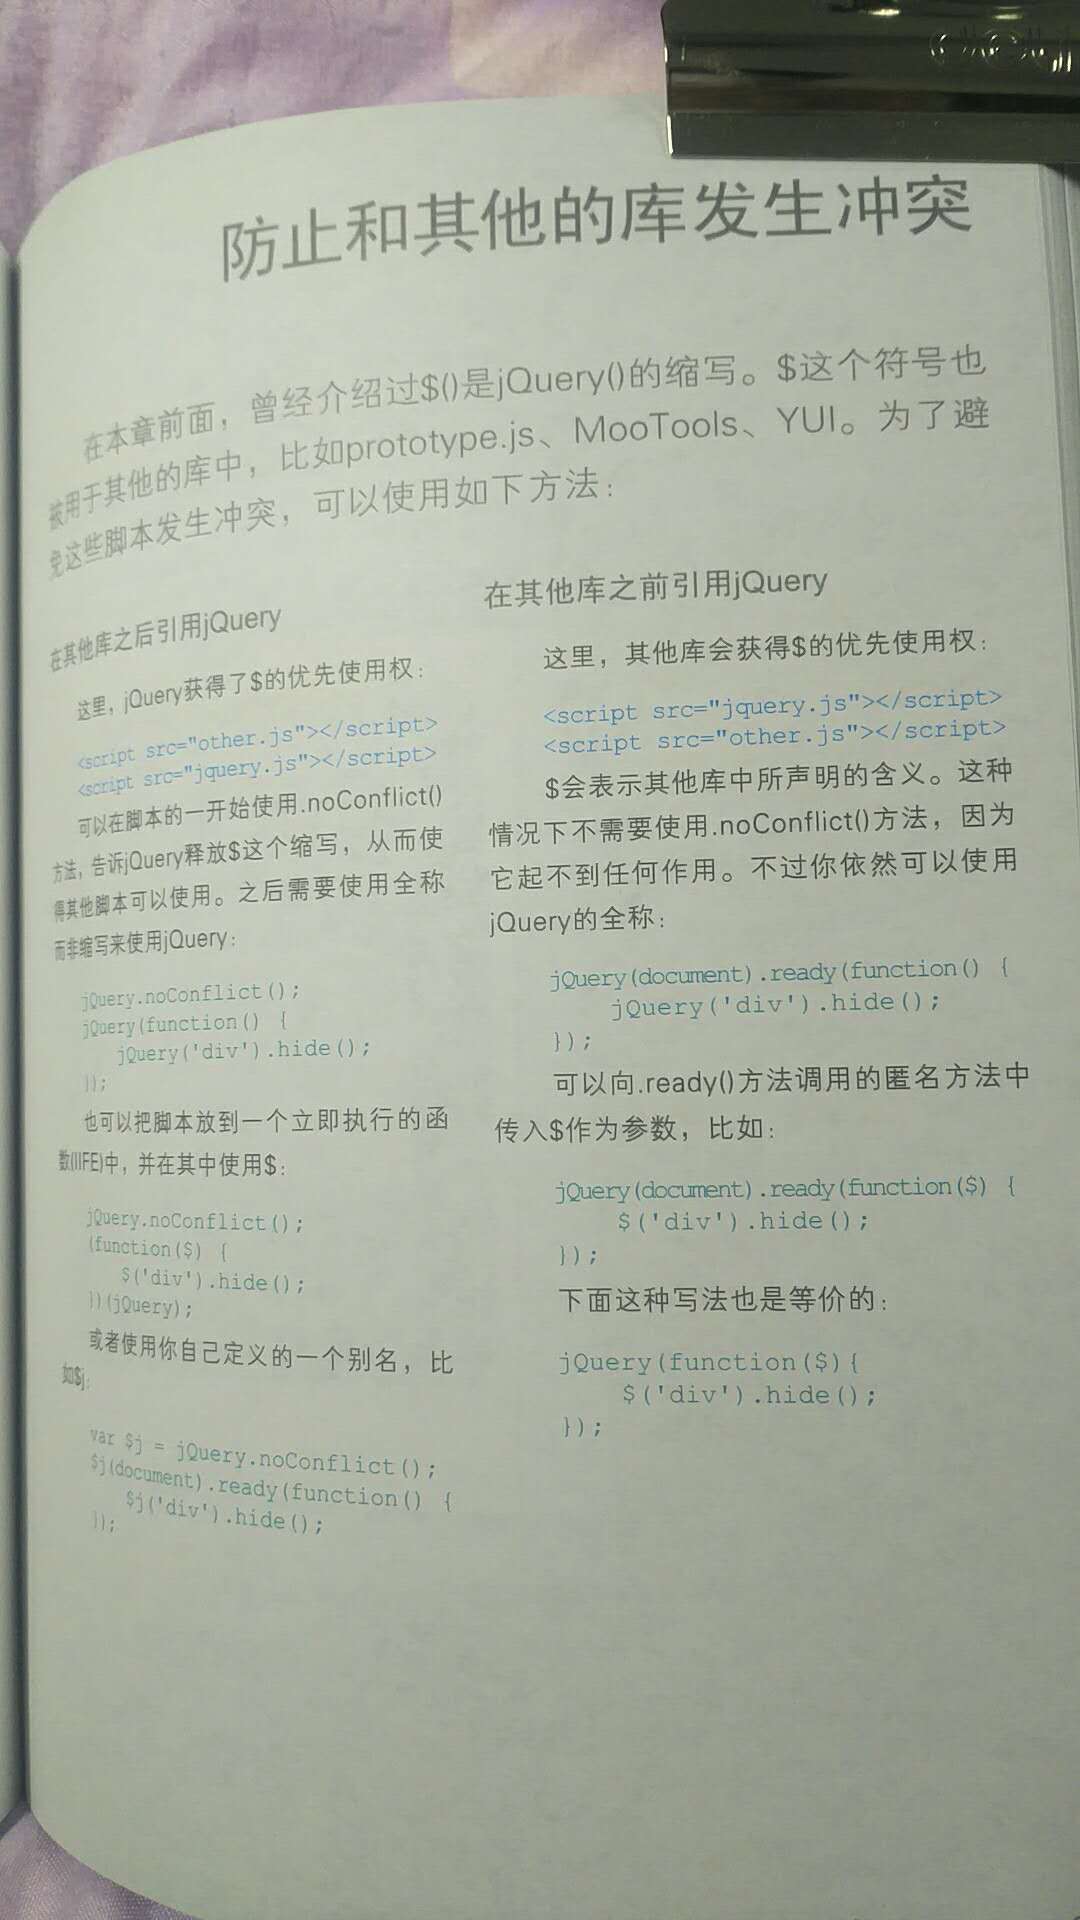 防止和其他的库发生冲突
在本章前面，曾经介绍过$()是jQuery()的缩写。$这个符号也
被用于其他的库中，比如prototype.js、MooTools、YUI。为了避
免这些脚本发生冲突，可以使用如下方法：
在其他库之后引用jQuery
这里，jQuery获得了$的优先使用权：
<script src="other.js"></script>
<script src="jquery.js"></script>
可以在脚本的一开始使用.noConflict()
方法，告诉jQuery释放$这个缩写，从而使
得其他脚本可以使用。之后需要使用全称
而非缩写来使用jQuery：
jQuery.noConflict();
jQuery(function() {
jQuery('div').hide();
});
也可以把脚本放到一个立即执行的函
数(IIFE)中，并在其中使用$：
jQuery.noConflict();
(function($) {
$('div').hide();
})(jQuery);
或者使用你自己定义的一个别名，比
如$j：
var $j = jQuery.noConflict();
$j(document).ready(function() {
$j('div').hide();
});
在其他库之前引用jQuery
这里，其他库会获得$的优先使用权：
<script src="jquery.js"></script>
<script src="other.js"></script>
$会表示其他库中所声明的含义。这种
情况下不需要使用.noConflict()方法，因为
它起不到任何作用。不过你依然可以使用
jQuery的全称：
jQuery(document).ready(function() {
jQuery('div').hide();
});
可以向.ready()方法调用的匿名方法中
传入$作为参数，比如：
jQuery(document).ready(function($) {
$('div').hide();
});
下面这种写法也是等价的：
jQuery(function($){
$('div').hide();
});